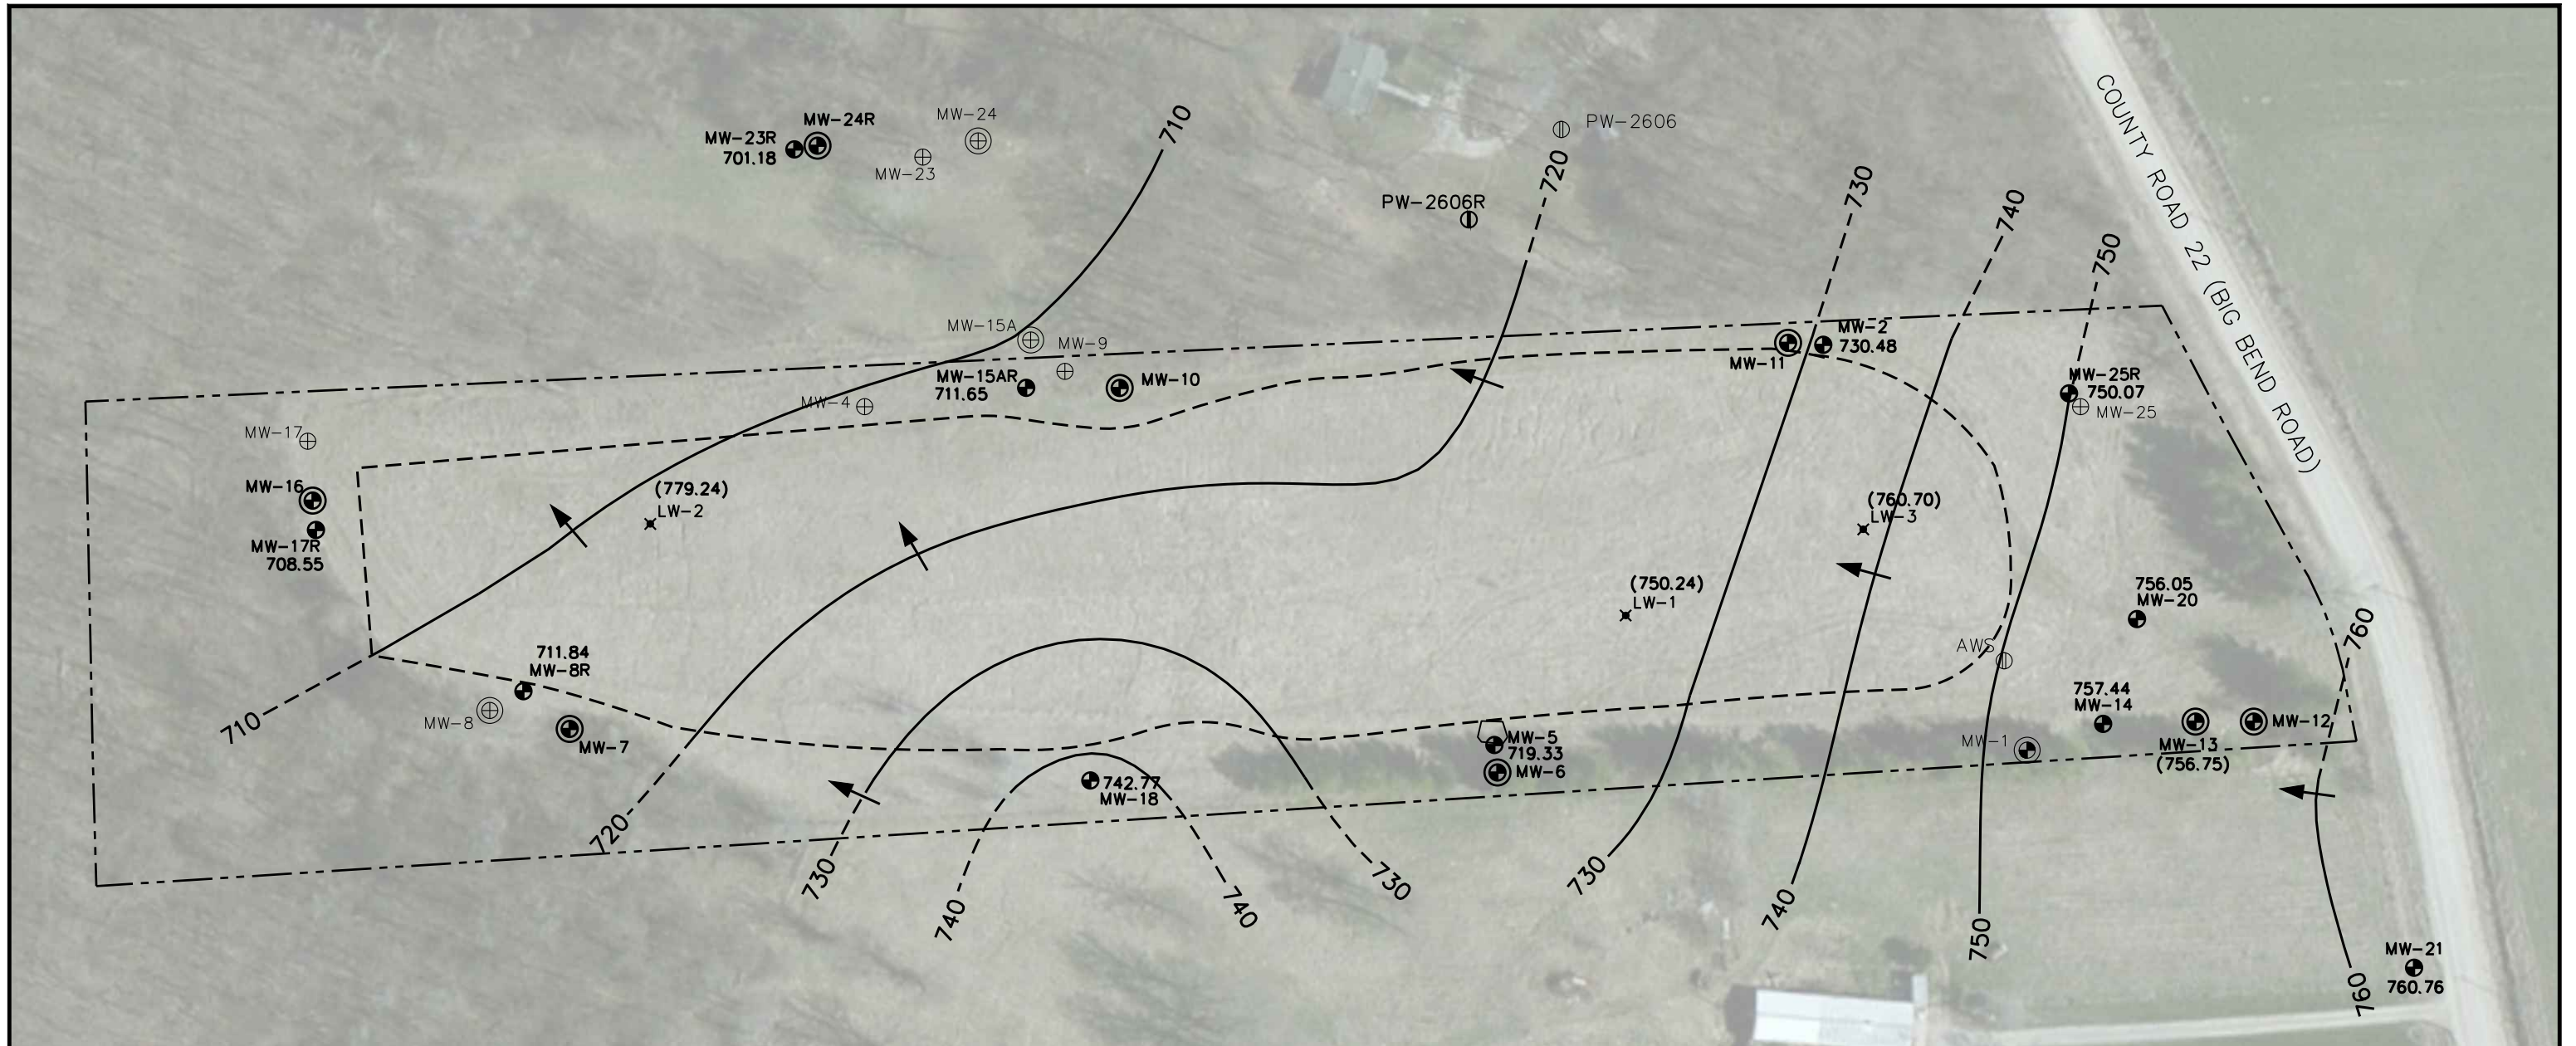 COUNTY ROAD 22 (BIG BEND ROAD)
MW-24R
MW-24
MW-23R
701.18
MW-23
710
PW-2606
720
PW-2606R
730
740
750
MW-15A
MW-9
MW-2
730.48
MW-11
MW-15AR
711.65
MW-10
MW-4
MW-25R
750.07
MW-25
MW-17
MW-16
MW-17R
708.55
(779.24)
LW-2
(760.70)
LW-3
(750.24)
LW-1
756.05
MW-20
760
AWS
711.84
MW-8R
MW-8
MW-7
710
757.44
MW-14
MW-12
MW-13
(756.75)
MW-1
MW-5
719.33
MW-6
742.77
MW-18
720
730
740
740
730
730
740
750
MW-21
760.76
760